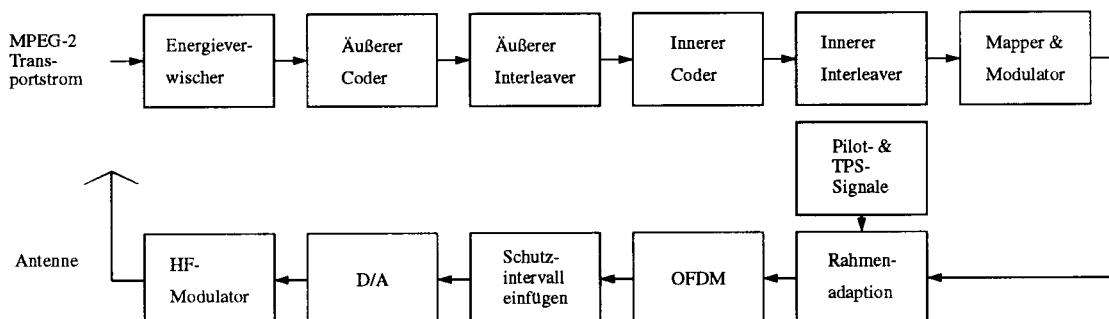 MPEG-2
Trans-
portstrom
Energiever-
wischer
Äußerer
Coder
Äußerer
Interleaver
Innerer
Coder
Innerer
Interleaver
Mapper &
Modulator
Pilot- &
TPS-
Signale
Antenne
HF-
Modulator
D/A
Schutz-
intervall
einfügen
OFDM
Rahmen-
adaption